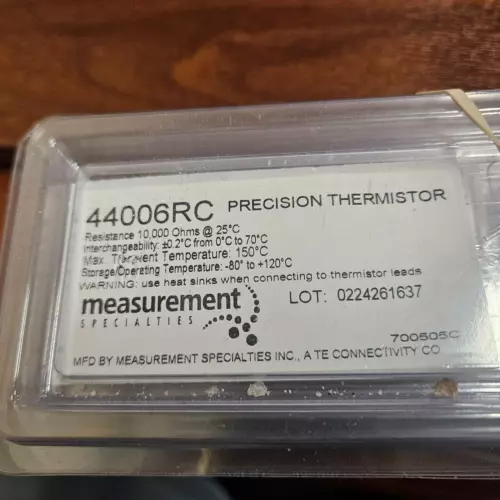 44006RC PRECISION THERMISTOR
Resistance 10,000 Ohms @ 25°C
Interchangeability: ±0.2°C from 0°C to 70°C
Max. Transient Temperature: 150°C
Storage/Operating Temperature: -80° to +120°C
WARNING: use heat sinks when connecting to thermistor leads
measurement
SPECIALTIES
LOT: 0224261637
700505C
MFD BY MEASUREMENT SPECIALTIES INC., A TE CONNECTIVITY CO